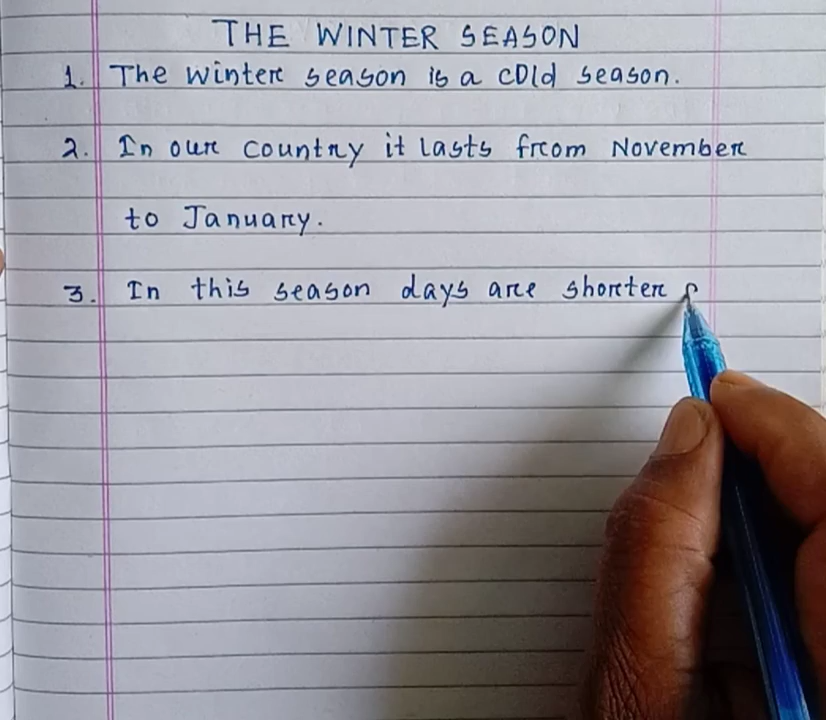 THE WINTER SEASON
1. The winter season is a cold season.
2. In our country it lasts from November
to January.
3. In this season days are shorter